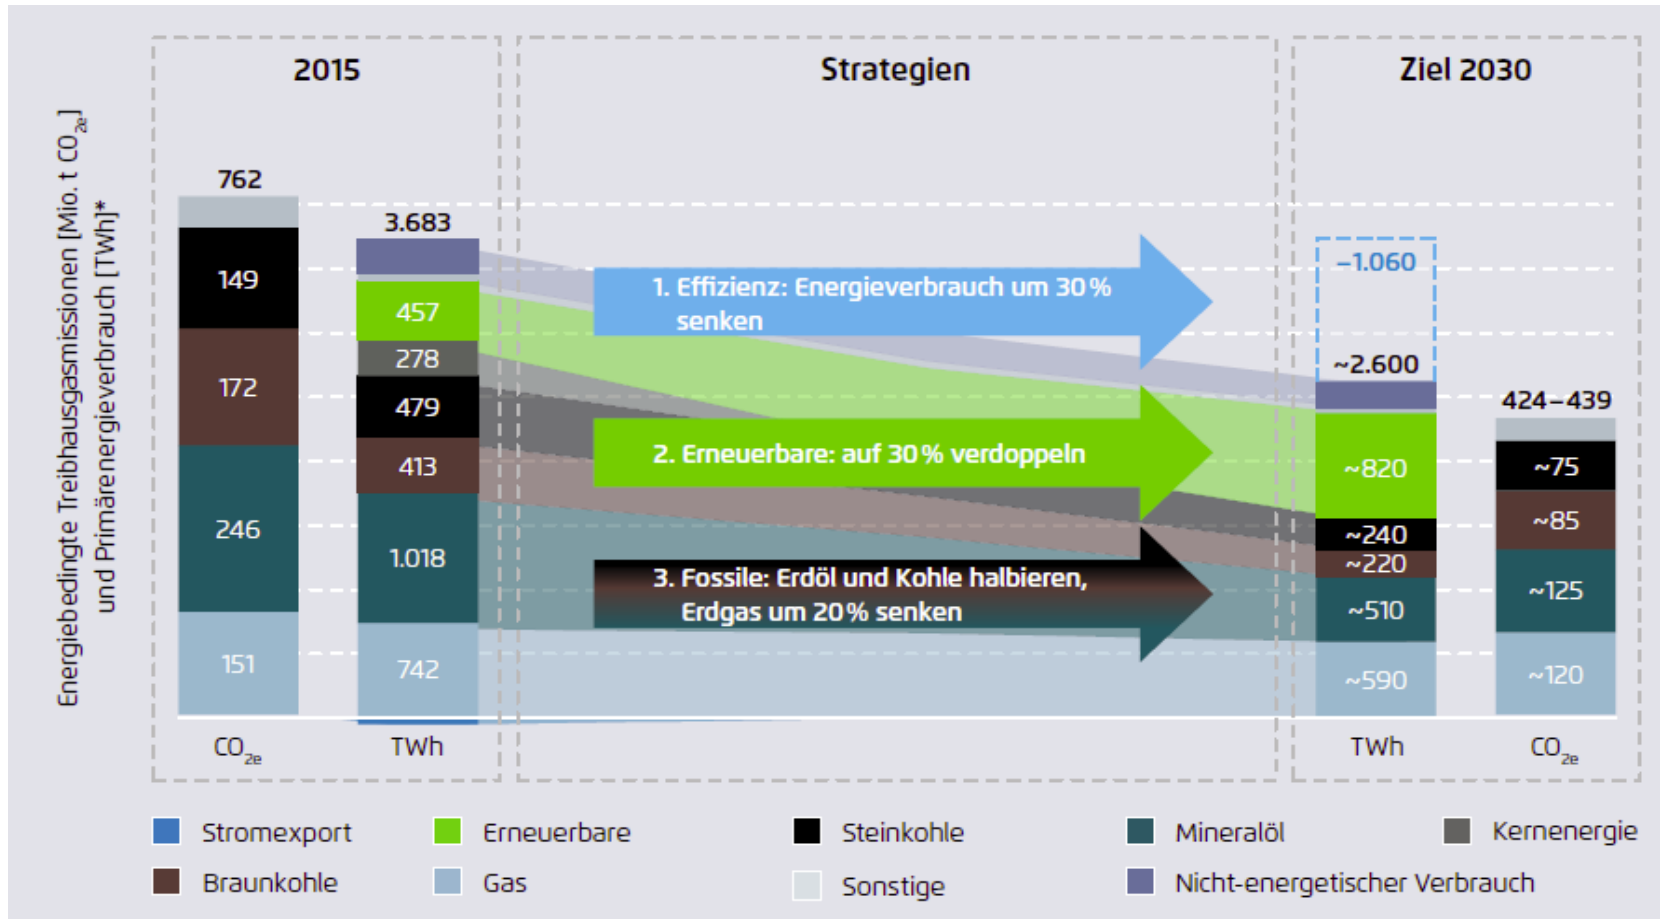 Energiebedingte Treibhausgasmissionen [Mio. t CO2e]
und Primärenergieverbrauch [TWh]*
2015
762
149
172
246
151
CO2e
3.683
457
278
479
413
1.018
742
TWh
Strategien
1. Effizienz: Energieverbrauch um 30 %
senken
2. Erneuerbare: auf 30 % verdoppeln
3. Fossile: Erdöl und Kohle halbieren,
Erdgas um 20 % senken
Ziel 2030
–1.060
~2.600
~820
~240
~220
~510
~590
TWh
424–439
~75
~85
~125
~120
CO2e
Stromexport
Erneuerbare
Steinkohle
Mineralöl
Kernenergie
Braunkohle
Gas
Sonstige
Nicht-energetischer Verbrauch